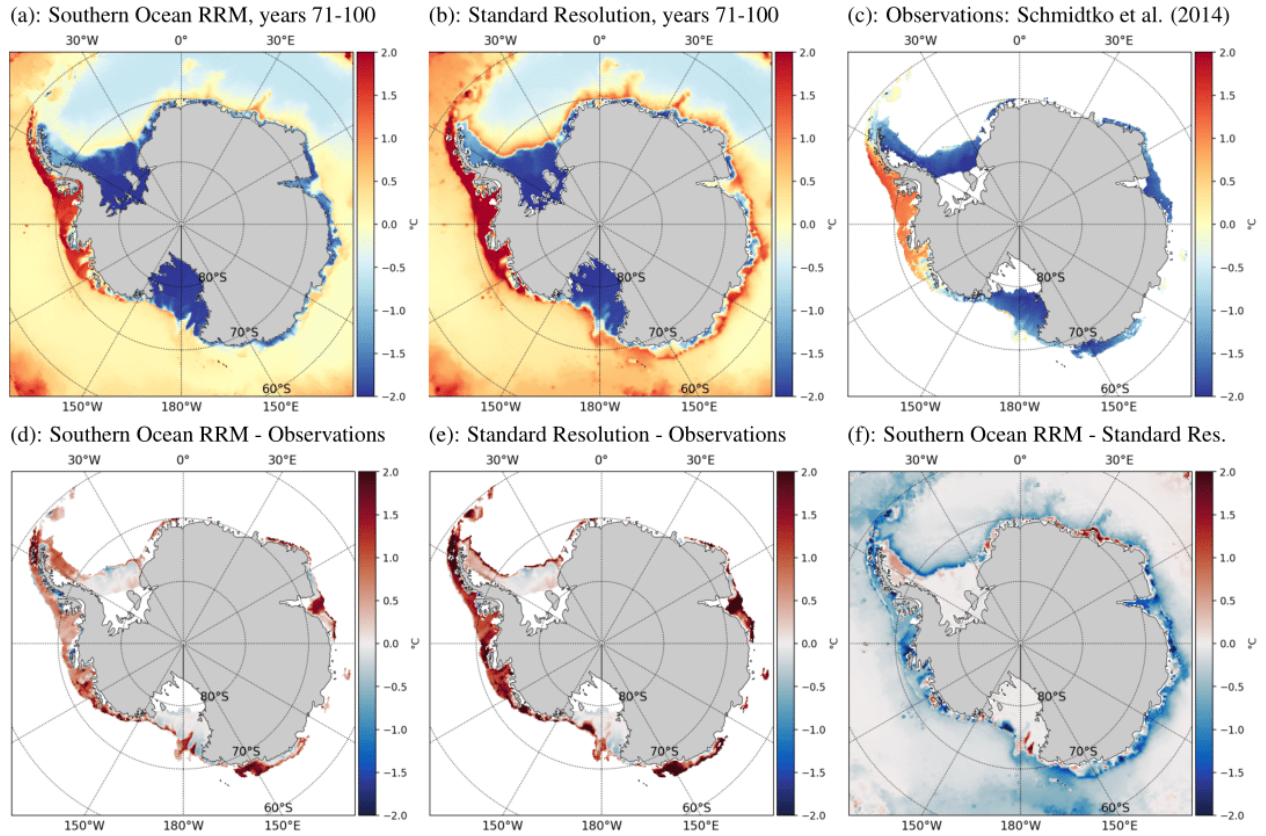 (a): Southern Ocean RRM, years 71-100
(b): Standard Resolution, years 71-100
(c): Observations: Schmidtko et al. (2014)
30°W 0° 30°E
30°W 0° 30°E
30°W 0° 30°E
2.0
1.5
1.0
0.5
0.0
−0.5
−1.0
−1.5
−2.0
°C
80°S
70°S
60°S
2.0
1.5
1.0
0.5
0.0
−0.5
−1.0
−1.5
−2.0
°C
80°S
70°S
60°S
2.0
1.5
1.0
0.5
0.0
−0.5
−1.0
−1.5
−2.0
°C
80°S
70°S
60°S
150°W 180°W 150°E
150°W 180°W 150°E
150°W 180°W 150°E
(d): Southern Ocean RRM - Observations
(e): Standard Resolution - Observations
(f): Southern Ocean RRM - Standard Res.
30°W 0° 30°E
30°W 0° 30°E
30°W 0° 30°E
2.0
1.5
1.0
0.5
0.0
−0.5
−1.0
−1.5
−2.0
°C
80°S
70°S
60°S
2.0
1.5
1.0
0.5
0.0
−0.5
−1.0
−1.5
−2.0
°C
80°S
70°S
60°S
2.0
1.5
1.0
0.5
0.0
−0.5
−1.0
−1.5
−2.0
°C
80°S
70°S
60°S
150°W 180°W 150°E
150°W 180°W 150°E
150°W 180°W 150°E